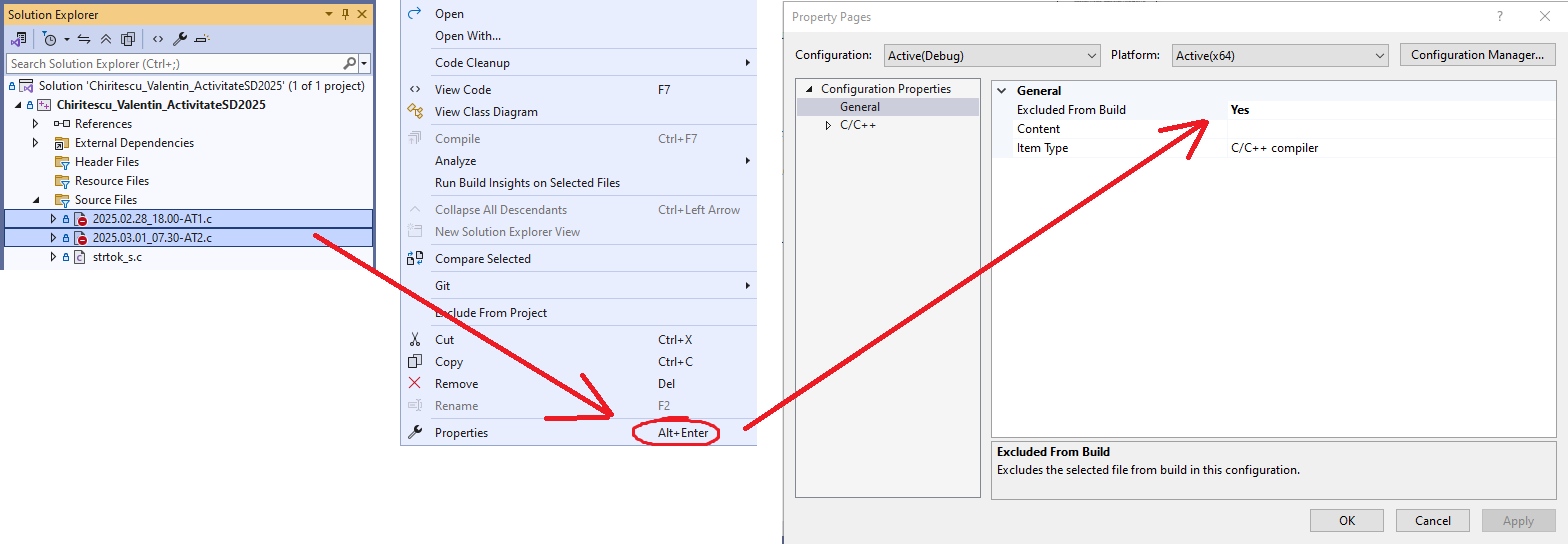 Solution Explorer
Search Solution Explorer (Ctrl+;)
Solution 'Chiritescu_Valentin_ActivitateSD2025' (1 of 1 project)
Chiritescu_Valentin_ActivitateSD2025
References
External Dependencies
Header Files
Resource Files
Source Files
2025.02.28_18.00-AT1.c
2025.03.01_07.30-AT2.c
strtok_s.c
Open
Open With...
Code Cleanup
View Code F7
View Class Diagram
Compile Ctrl+F7
Analyze
Run Build Insights on Selected Files
Collapse All Descendants Ctrl+Left Arrow
New Solution Explorer View
Compare Selected
Git
Exclude From Project
Cut Ctrl+X
Copy Ctrl+C
Remove Del
Rename F2
Properties Alt+Enter
Property Pages
Configuration: Active(Debug) Platform: Active(x64) Configuration Manager...
Configuration Properties
General
C/C++
General
Excluded From Build Yes
Content
Item Type C/C++ compiler
Excluded From Build
Excludes the selected file from build in this configuration.
OK Cancel Apply